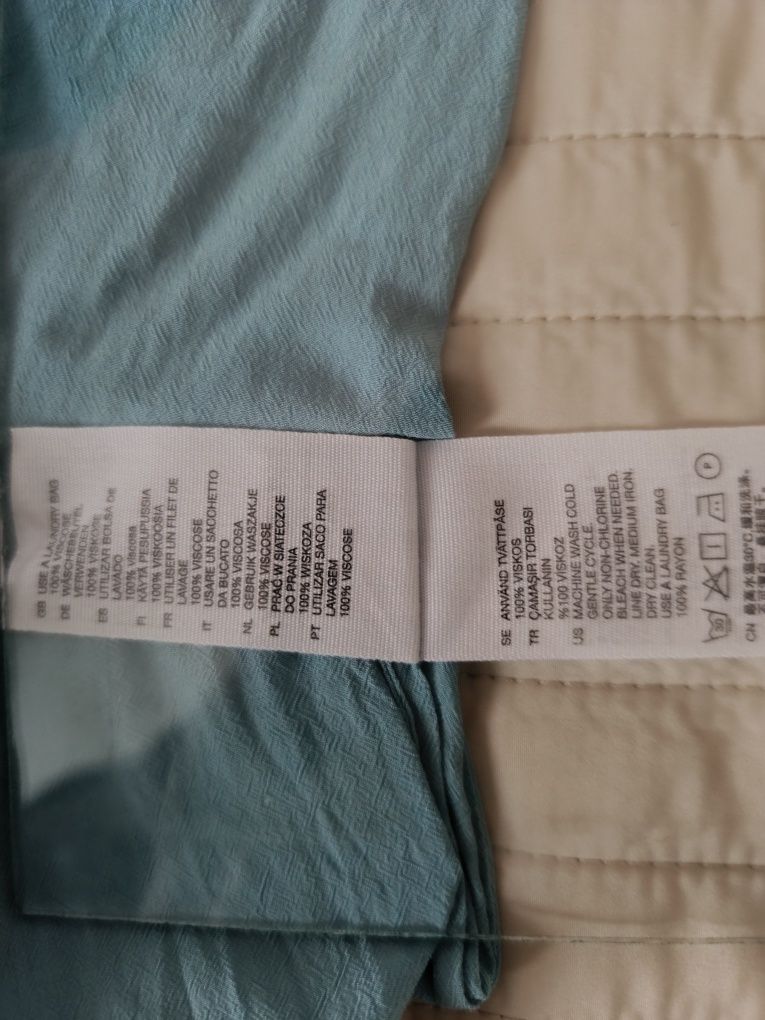 GB USE A LAUNDRY BAG
100% VISCOSE
DE WÄSCHEBEUTEL
VERWENDEN
100% VISKOSE
ES UTILIZAR BOLSA DE
LAVADO
100% viscosa
FI KÄYTÄ PESUPUSSIA
100% VISKOOSIA
FR UTILISER UN FILET DE
LAVAGE
100% VISCOSE
IT USARE UN SACCHETTO
DA BUCATO
100% VISCOSA
NL GEBRUIK WASZAKJE
100% VISCOSE
PL PRAĆ W SIATECZCE
DO PRANIA
100% WISKOZA
PT UTILIZAR SACO PARA
LAVAGEM
100% VISCOSE
SE ANVÄND TVÄTTPÅSE
100% VISKOS
TR ÇAMAŞIR TORBASI
KULLANIN
%100 VISKOZ
US MACHINE WASH COLD
GENTLE CYCLE.
ONLY NON-CHLORINE
BLEACH WHEN NEEDED.
LINE DRY. MEDIUM IRON.
DRY CLEAN.
USE A LAUNDRY BAG
100% RAYON
30 P
CN 最高水温30°C,缓和洗涤。